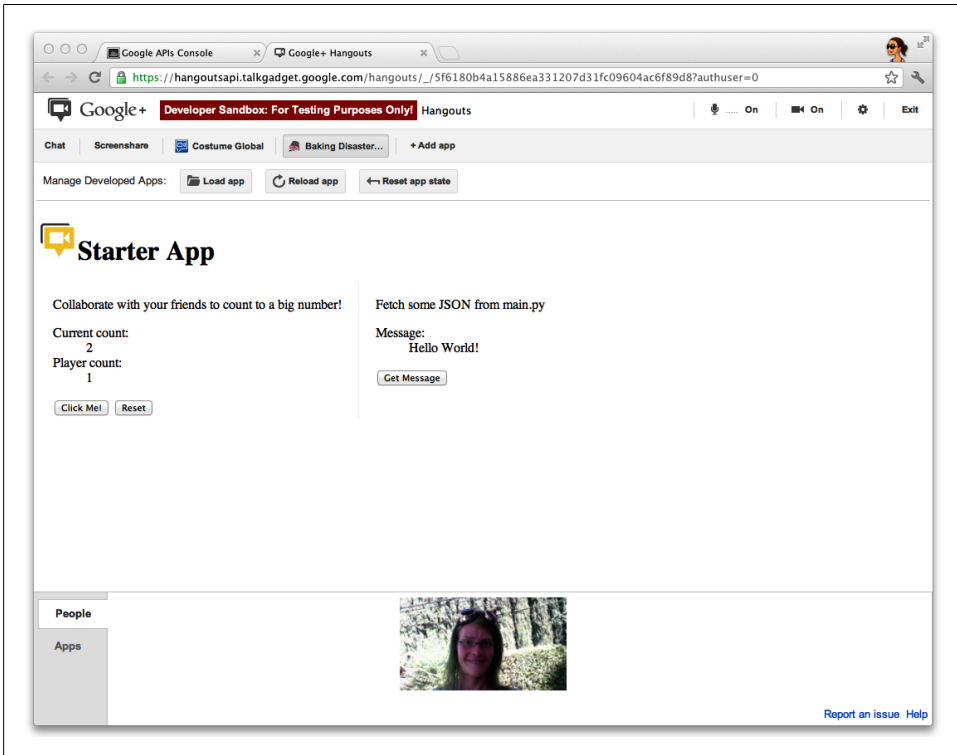 Google APIs Console Google+ Hangouts
https://hangoutsapi.talkgadget.google.com/hangouts/_/5f6180b4a15886ea331207d31fc09604ac6f89d8?authuser=0
Google+ Developer Sandbox: For Testing Purposes Only! Hangouts On On Exit
Chat Screenshare Costume Global Baking Disaster... + Add app
Manage Developed Apps: Load app Reload app Reset app state
Starter App
Collaborate with your friends to count to a big number!
Current count:
2
Player count:
1
Click Me! Reset
Fetch some JSON from main.py
Message:
Hello World!
Get Message
People
Apps
Report an issue Help